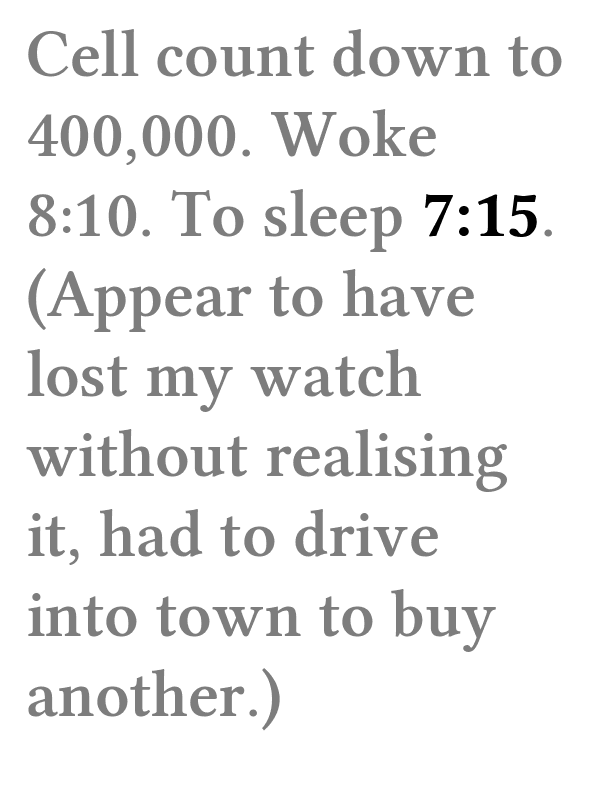 Cell count down to
400,000. Woke
8:10. To sleep 7:15.
(Appear to have
lost my watch
without realising
it, had to drive
into town to buy
another.)